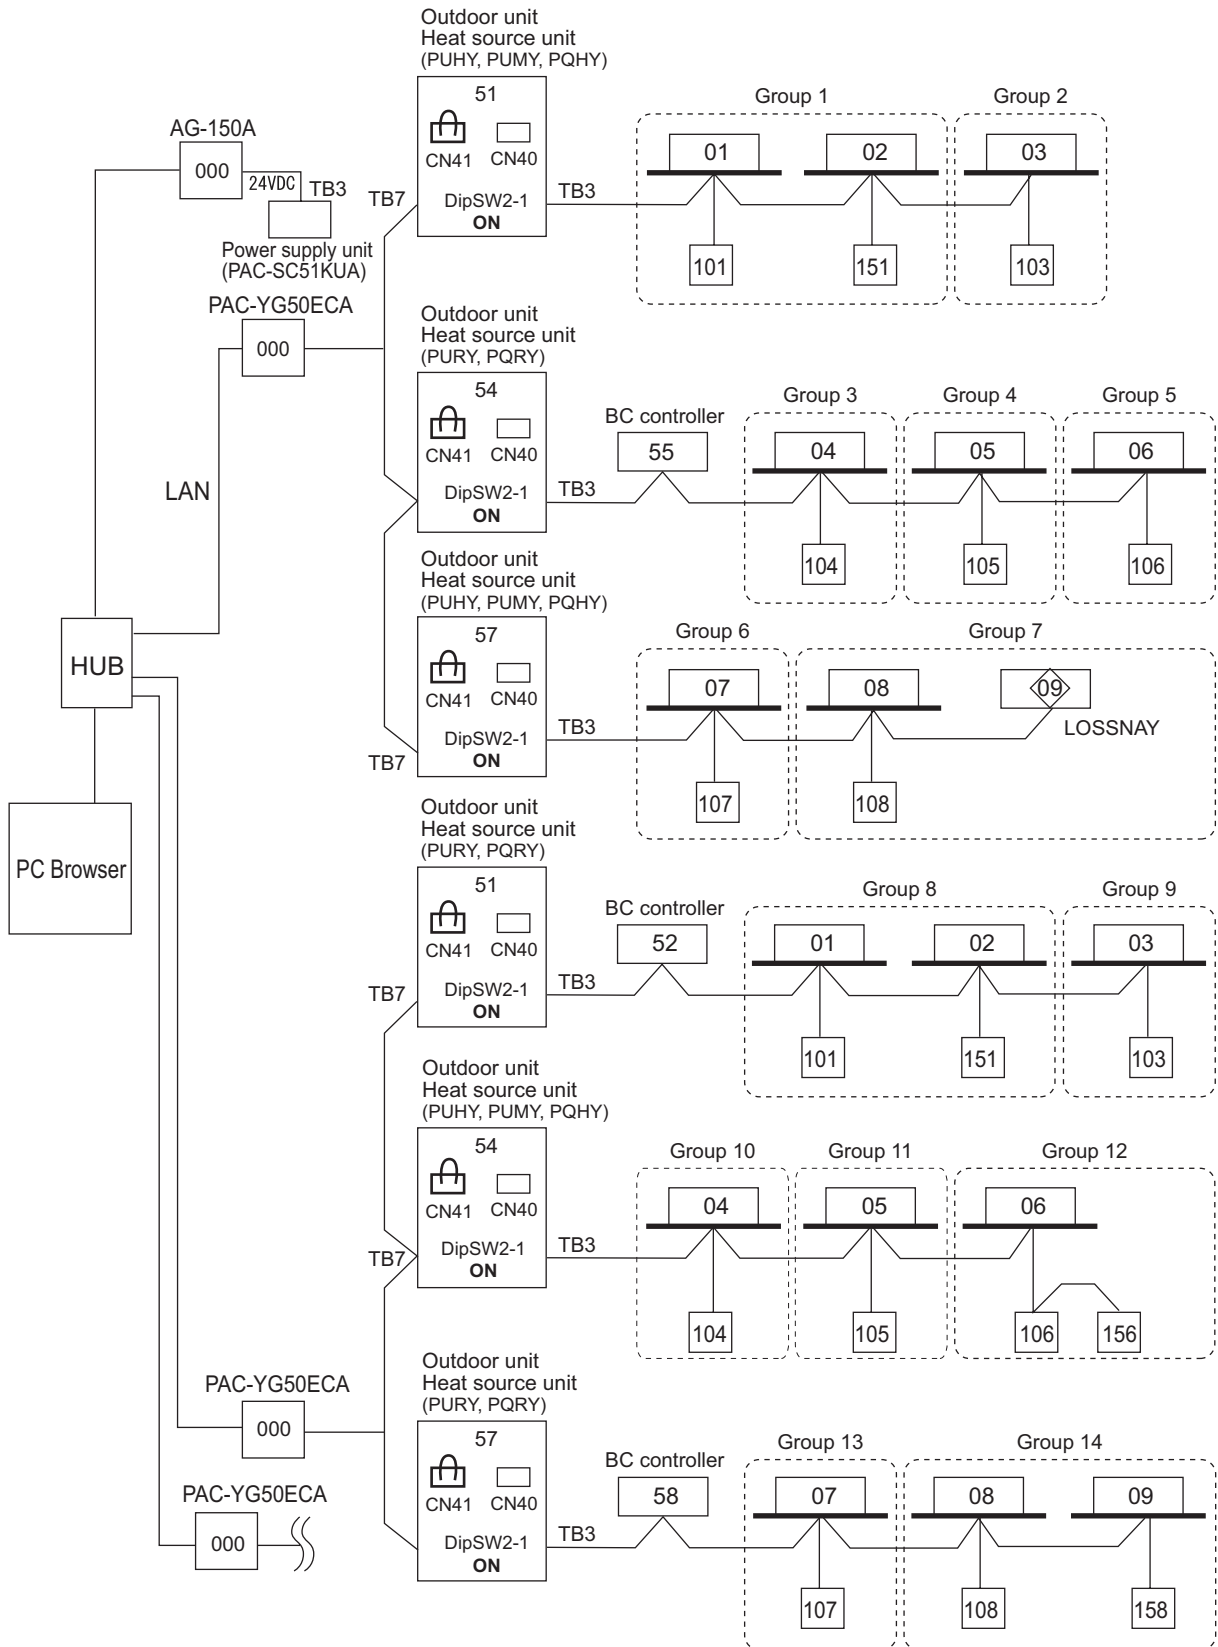 Outdoor unit
Heat source unit
(PUHY, PUMY, PQHY)
51
CN41 CN40
DipSW2-1
ON
TB7
TB3
Group 1
Group 2
01
02
03
101
151
103
AG-150A
000
24VDC
TB3
Power supply unit
(PAC-SC51KUA)
PAC-YG50ECA
000
Outdoor unit
Heat source unit
(PURY, PQRY)
54
CN41 CN40
DipSW2-1
ON
TB3
BC controller
55
Group 3
Group 4
Group 5
04
05
06
104
105
106
LAN
HUB
PC Browser
Outdoor unit
Heat source unit
(PUHY, PUMY, PQHY)
57
CN41 CN40
DipSW2-1
ON
TB7
TB3
Group 6
Group 7
07
08
09
LOSSNAY
107
108
Outdoor unit
Heat source unit
(PURY, PQRY)
51
CN41 CN40
DipSW2-1
ON
TB7
TB3
BC controller
52
Group 8
Group 9
01
02
03
101
151
103
Outdoor unit
Heat source unit
(PUHY, PUMY, PQHY)
54
CN41 CN40
DipSW2-1
ON
TB7
TB3
Group 10
Group 11
Group 12
04
05
06
104
105
106
156
PAC-YG50ECA
000
Outdoor unit
Heat source unit
(PURY, PQRY)
57
CN41 CN40
DipSW2-1
ON
TB3
BC controller
58
Group 13
Group 14
07
08
09
107
108
158
PAC-YG50ECA
000